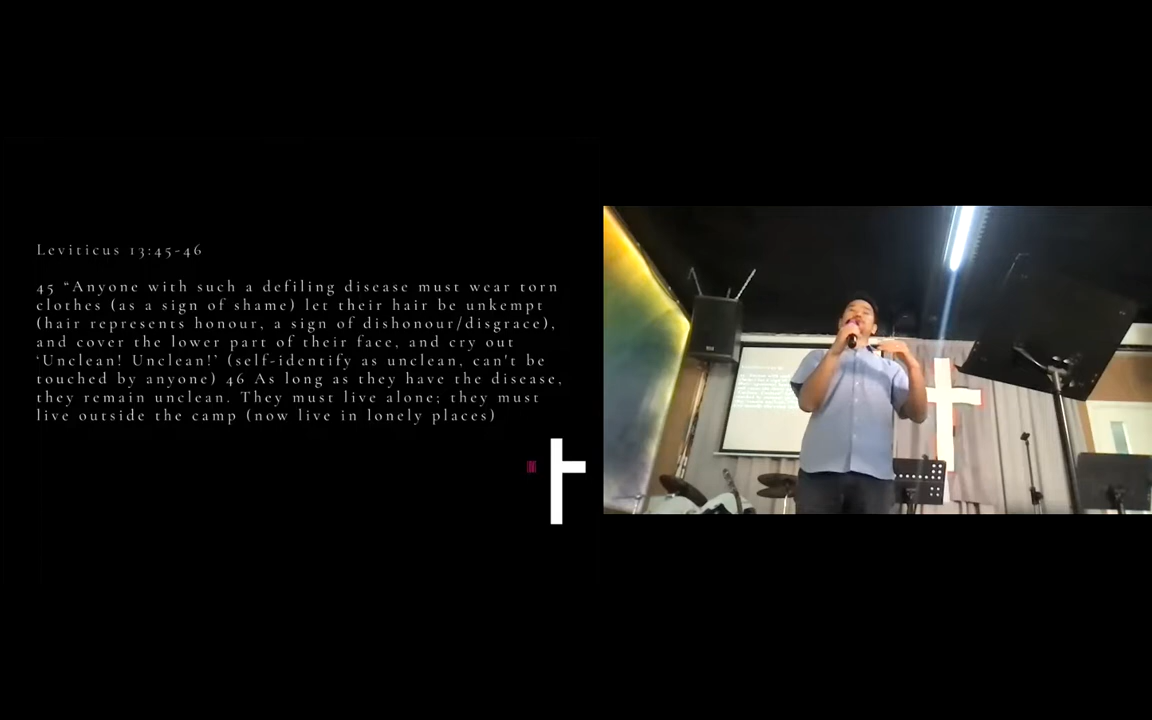 Leviticus 13:45-46
45 “Anyone with such a defiling disease must wear torn
clothes (as a sign of shame) let their hair be unkempt
(hair represents honour, a sign of dishonour/disgrace),
and cover the lower part of their face, and cry out
‘Unclean! Unclean!’ (self-identify as unclean, can't be
touched by anyone) 46 As long as they have the disease,
they remain unclean. They must live alone; they must
live outside the camp (now live in lonely places)